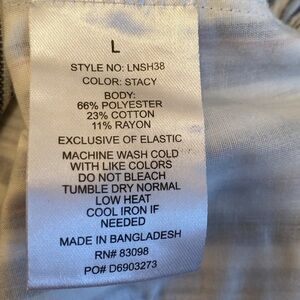 L
STYLE NO: LNSH38
COLOR: STACY
BODY:
66% POLYESTER
23% COTTON
11% RAYON
EXCLUSIVE OF ELASTIC
MACHINE WASH COLD
WITH LIKE COLORS
DO NOT BLEACH
TUMBLE DRY NORMAL
LOW HEAT
COOL IRON IF
NEEDED
MADE IN BANGLADESH
RN# 83098
PO# D6903273